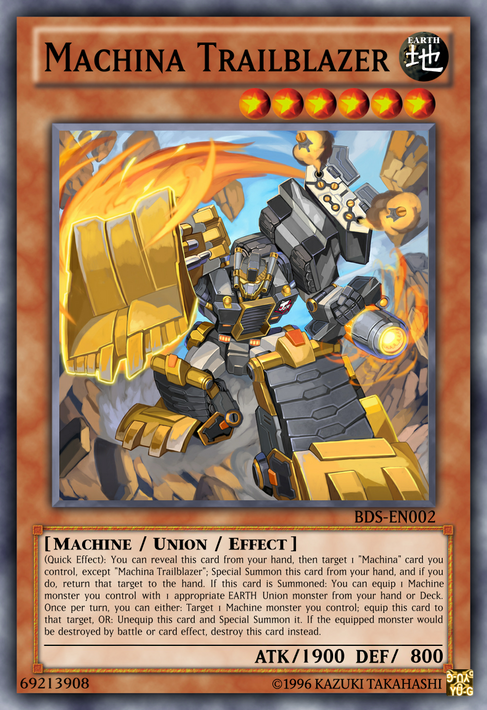 MACHINA TRAILBLAZER
EARTH
地
BDS-EN002
[MACHINE / UNION / EFFECT]
(Quick Effect): You can reveal this card from your hand, then target 1 "Machina" card you
control, except "Machina Trailblazer"; Special Summon this card from your hand, and if you
do, return that target to the hand. If this card is Summoned: You can equip 1 Machine
monster you control with 1 appropriate EARTH Union monster from your hand or Deck.
Once per turn, you can either: Target 1 Machine monster you control; equip this card to
that target, OR: Unequip this card and Special Summon it. If the equipped monster would
be destroyed by battle or card effect, destroy this card instead.
ATK/1900 DEF/ 800
69213908
©1996 KAZUKI TAKAHASHI